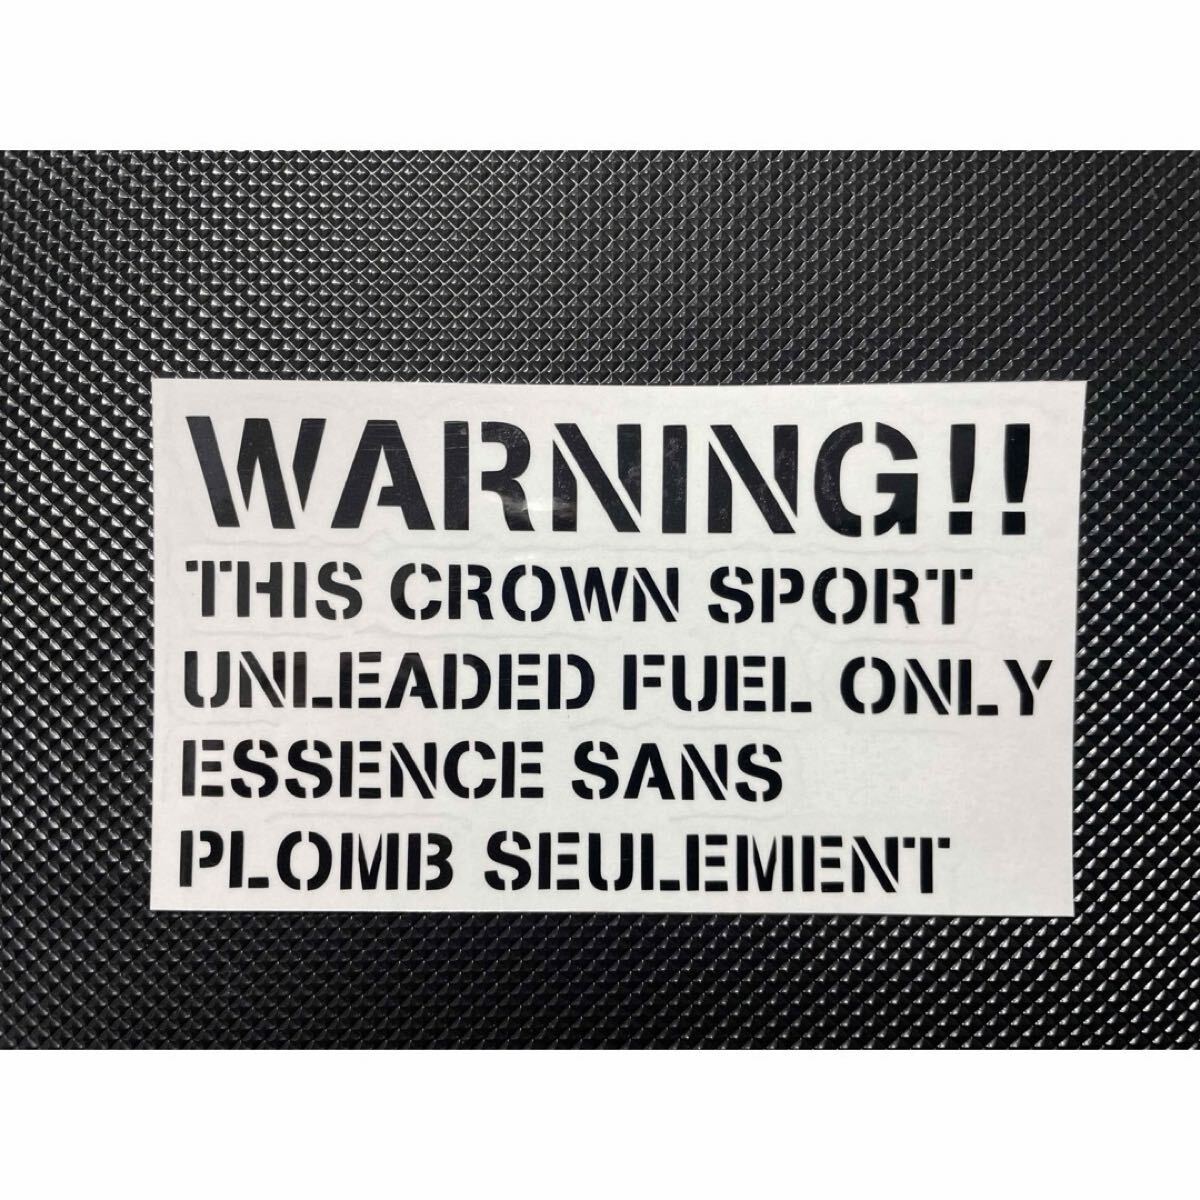 WARNING!!
THIS CROWN SPORT
UNLEADED FUEL ONLY
ESSENCE SANS
PLOMB SEULEMENT